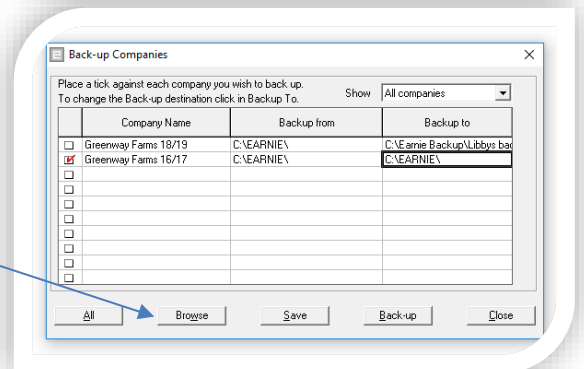 Back-up Companies
Place a tick against each company you wish to back up.
To change the Back-up destination click in Backup To.
Show All companies
Company Name Backup from Backup to
Greenway Farms 18/19 C:\EARNIE\ C:\Earnie Backup\Libbys bac
Greenway Farms 16/17 C:\EARNIE\ C:\EARNIE\
All Browse Save Back-up Close